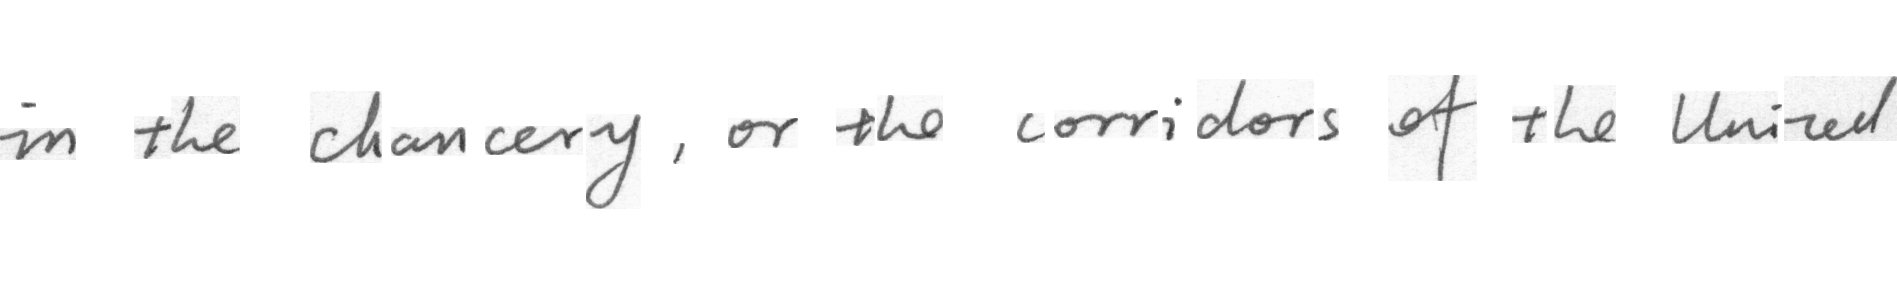 in the chancery, or the corridors of the United